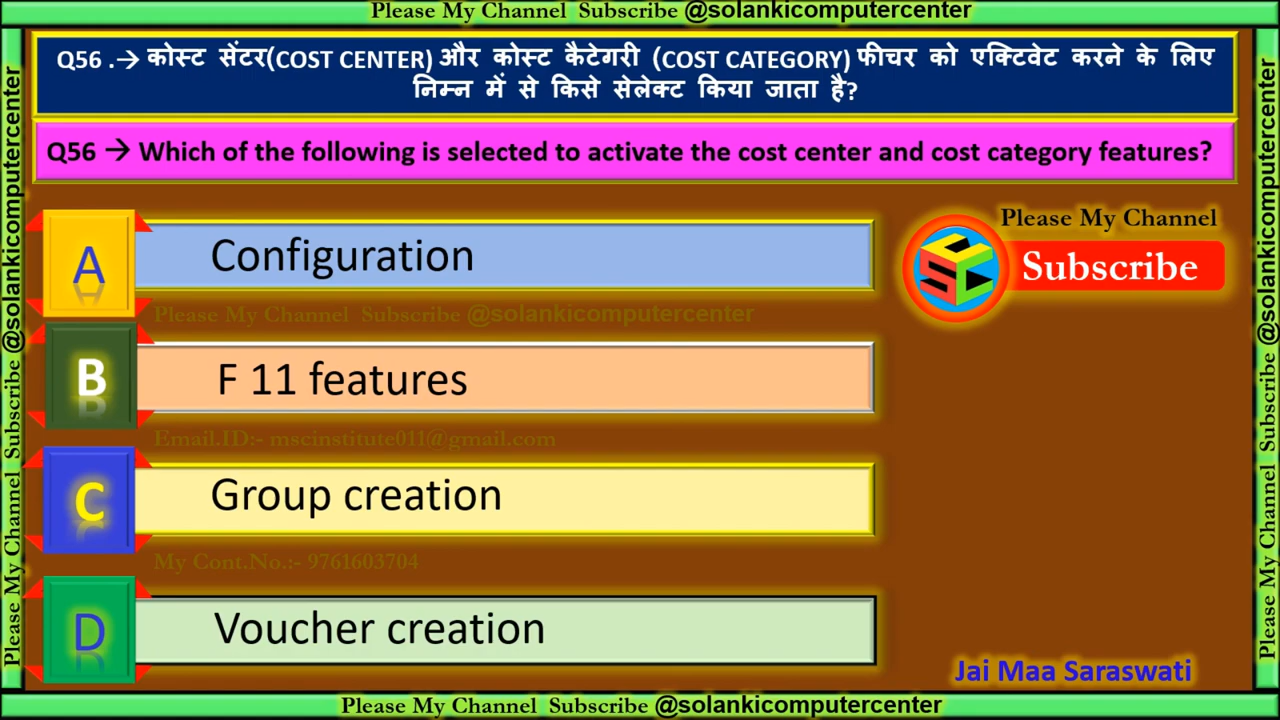 Please My Channel Subscribe @solankicomputercenter
Q56 .→ कोस्ट सेंटर(COST CENTER) और कोस्ट कैटेगरी (COST CATEGORY) फीचर को एक्टिवेट करने के लिए
निम्न में से किसे सेलेक्ट किया जाता है?
Q56 → Which of the following is selected to activate the cost center and cost category features?
A
Configuration
Please My Channel
Subscribe
SCC
Please My Channel Subscribe @solankicomputercenter
B
F 11 features
Email.ID:- mscinstitute011@gmail.com
C
Group creation
My Cont.No.:- 9761603704
D
Voucher creation
Jai Maa Saraswati
Please My Channel Subscribe @solankicomputercenter
Please My Channel Subscribe @solankicomputercenter
Please My Channel Subscribe @solankicomputercenter